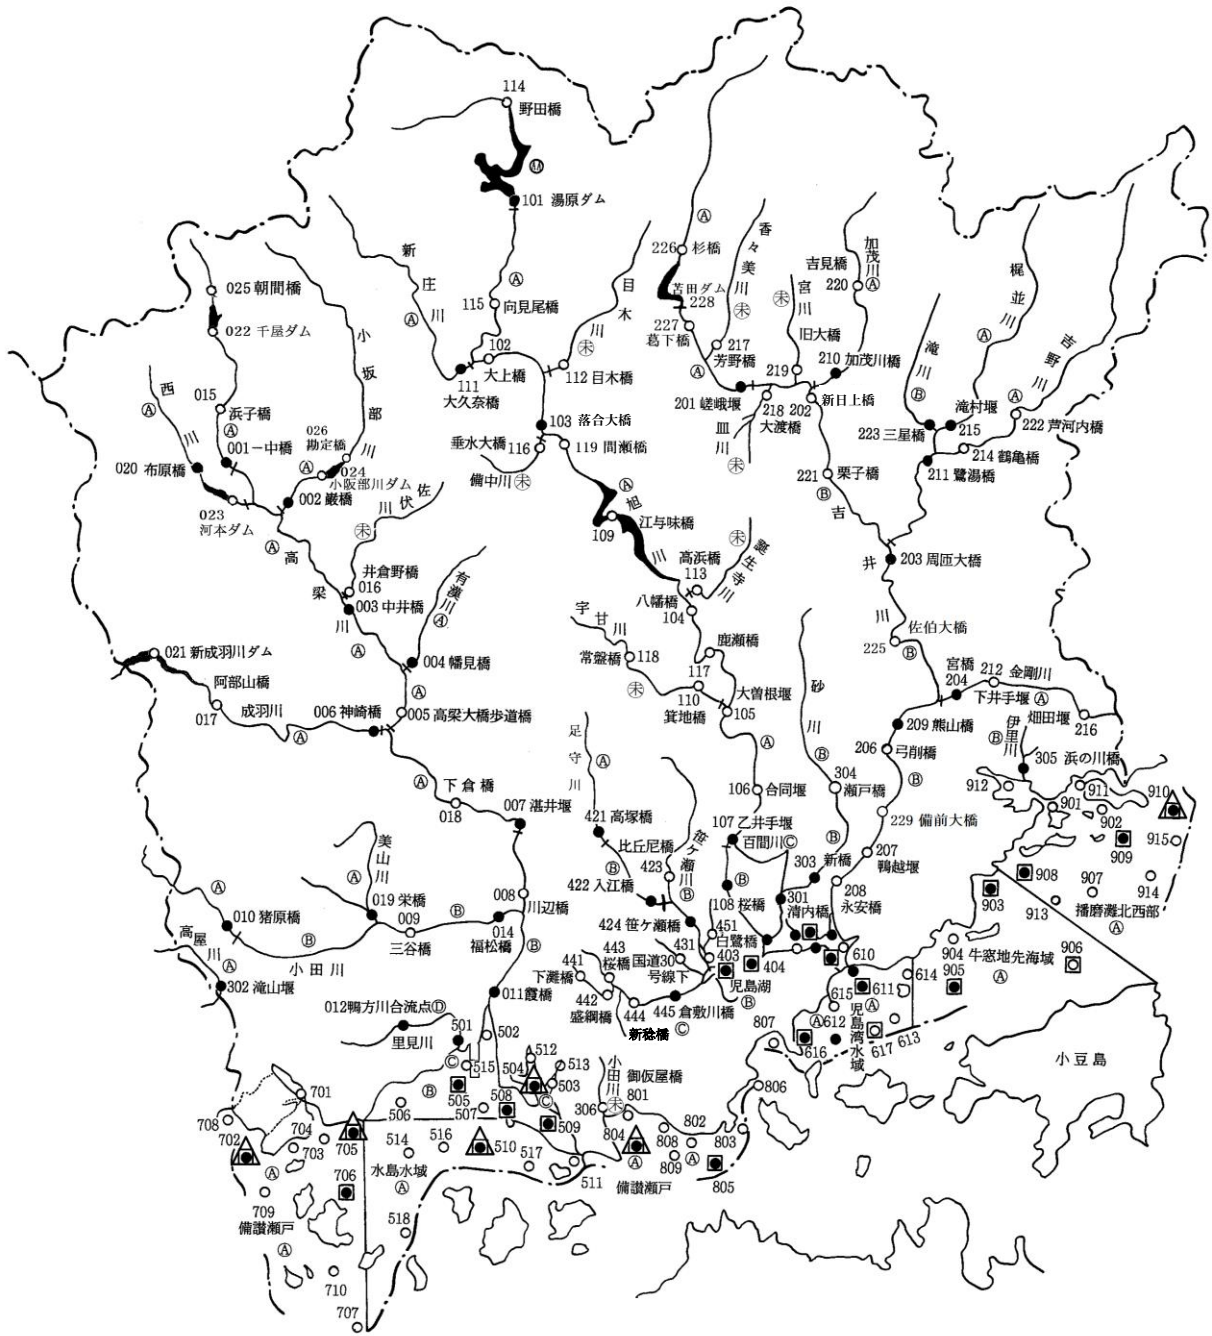 114
野田橋
Ⓐ
101 湯原ダム
新庄川
Ⓐ
Ⓐ
115 向見尾橋
102
大上橋
111
大久奈橋
目木川
㊍
112 目木橋
103 落合大橋
垂水大橋
116
119 間瀬橋
備中川
025 朝間橋
022 千屋ダム
015
浜子橋
Ⓐ
001一中橋
西川
Ⓐ
020 布原橋
023
河本ダム
小坂部川
026
勘定橋
024
小阪部川ダム
Ⓐ
002 巌橋
Ⓐ
高梁川
佐伏川
井倉野橋
016
003 中井橋
Ⓐ
有漢川
Ⓐ
004 幡見橋
Ⓐ
005 高梁大橋歩道橋
021 新成羽川ダム
阿部山橋
017
成羽川
Ⓐ
006 神崎橋
Ⓐ
下倉橋
018
007 湛井堰
226 杉橋
Ⓐ
苫田ダム
228
227
葛下橋
香々美川
217
芳野橋
Ⓐ
201 嵯峨堰
218
大渡橋
皿川
宮川
旧大橋
219
加茂川
Ⓐ
吉見橋
220
210 加茂川橋
202
新日上橋
滝川
Ⓑ
223 三星橋
梶並川
Ⓐ
滝村堰
215
吉野川
Ⓐ
222 芦河内橋
214 鶴亀橋
211 鷺湯橋
221
栗子橋
Ⓑ
吉井川
203 周匝大橋
佐伯大橋
225
Ⓑ
Ⓐ
旭川
江与味橋
109
高浜橋
113
誕生寺川
八幡橋
104
宇甘川
常盤橋
118
鹿瀬橋
117
110
箕地橋
大曽根堰
105
Ⓐ
106 合同堰
砂川
Ⓑ
304
瀬戸橋
宮橋
204
212 金剛川
下井手堰
Ⓐ
216
畑田堰
伊里川
Ⓑ
305 浜の川橋
209 熊山橋
206 弓削橋
Ⓑ
229 備前大橋
207
鴨越堰
208
永安橋
足守川
Ⓐ
421 高塚橋
比丘尼橋
Ⓑ
423
422 入江橋
笹ヶ瀬川
Ⓑ
424 笹ヶ瀬橋
107 乙井手堰
百間川Ⓒ
Ⓑ
108 桜橋
Ⓑ
303
新橋
301
清内橋
451
白鷺橋
403
404
児島湖
Ⓑ
431
国道30
号線下
443
桜橋
441
下灘橋
442
盛綱橋
444
新稔橋
445 倉敷川橋
Ⓒ
美山川
Ⓐ
019 栄橋
009
三谷橋
Ⓑ
014
福松橋
008
川辺橋
Ⓑ
Ⓐ
010 猪原橋
Ⓑ
小田川
高屋川
Ⓐ
302 滝山堰
011霞橋
012鴨方川合流点Ⓓ
里見川
501
502
Ⓒ
515
505
Ⓑ
506
507
508
504
512
513
503
Ⓒ
509
510
516
514
水島水域
Ⓐ
517
511
518
小田川
306
御仮屋橋
801
804
Ⓐ
808
802
Ⓐ
809
803
805
備讃瀬戸
806
807
701
708
702
704
703
705
706
Ⓐ
709
備讃瀬戸
Ⓐ
710
707
610
611
614
615
612
Ⓐ
Ⓐ
613
616
617
児島湾水域
904
905
牛窓地先海域
Ⓐ
906
903
908
913
907
播磨灘北西部
Ⓐ
914
915
909
910
911
902
901
912
小豆島